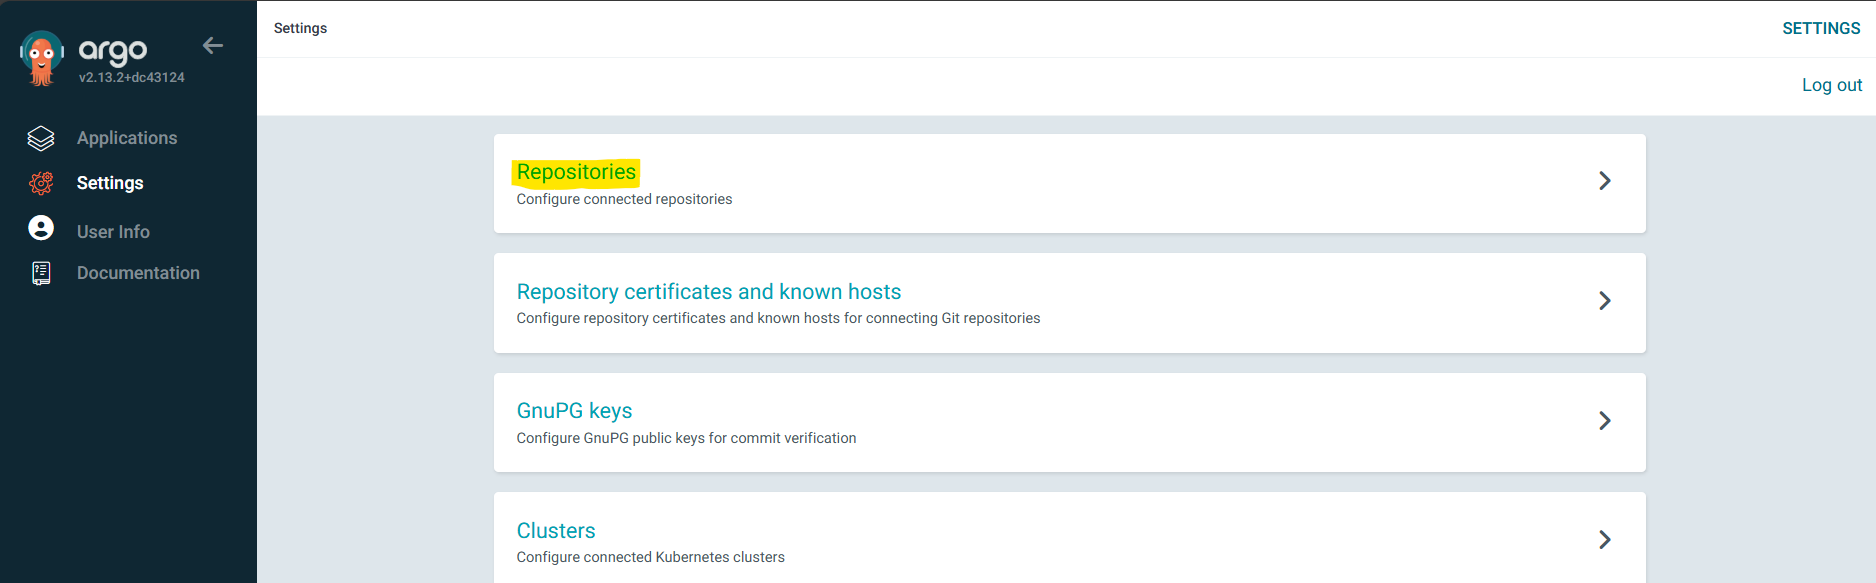 argo
v2.13.2+dc43124
Applications
Settings
User Info
Documentation
Settings
SETTINGS
Log out
Repositories
Configure connected repositories
Repository certificates and known hosts
Configure repository certificates and known hosts for connecting Git repositories
GnuPG keys
Configure GnuPG public keys for commit verification
Clusters
Configure connected Kubernetes clusters